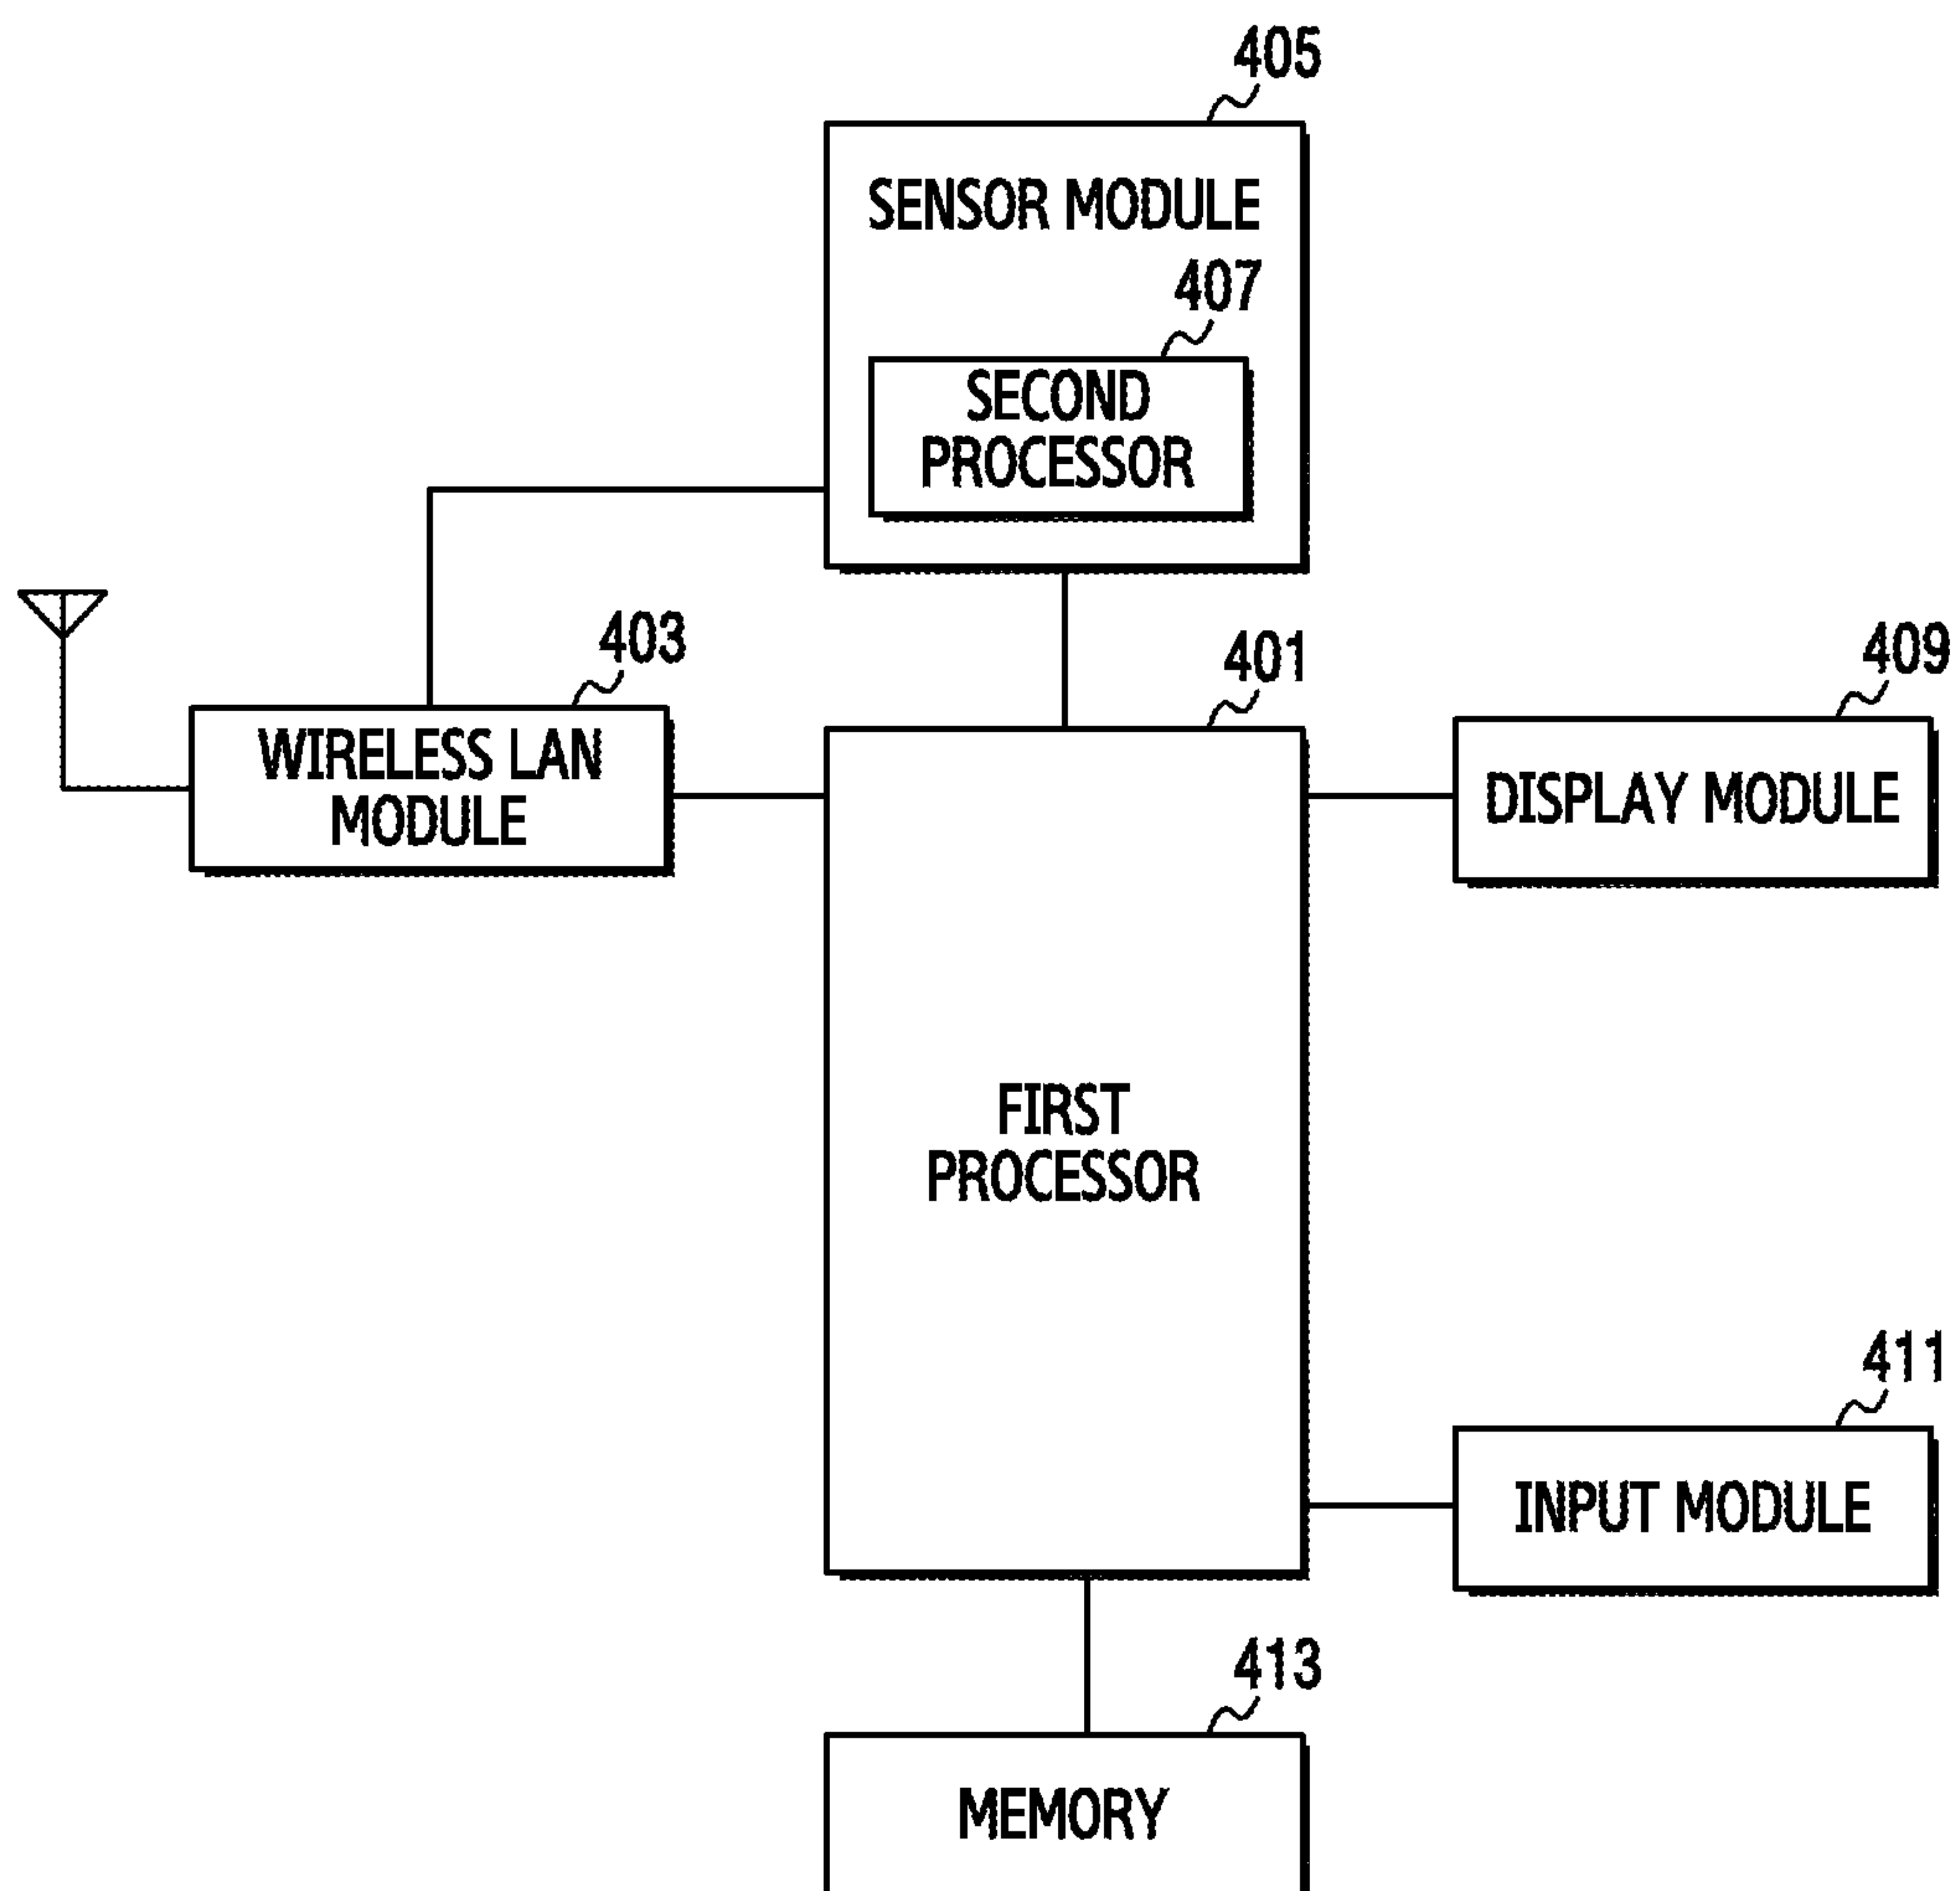 405
SENSOR MODULE
407
SECOND
PROCESSOR
403
401
409
WIRELESS LAN
MODULE
DISPLAY MODULE
FIRST
PROCESSOR
411
INPUT MODULE
413
MEMORY